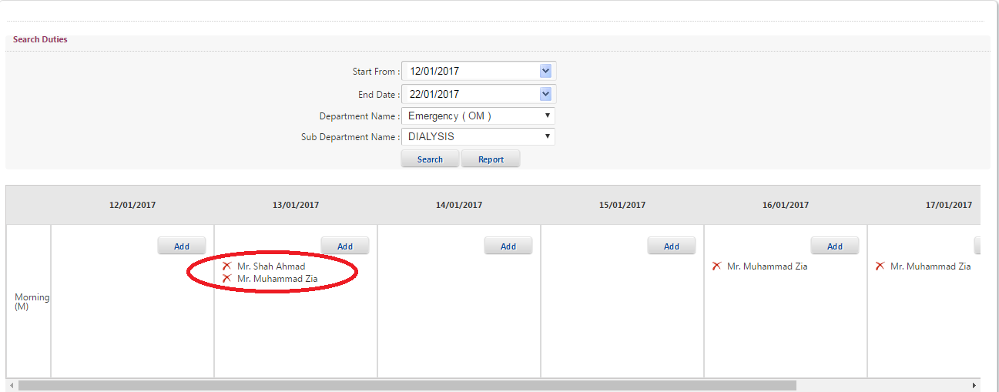 Search Duties
Start From : 12/01/2017
End Date : 22/01/2017
Department Name : Emergency ( OM )
Sub Department Name : DIALYSIS
Search Report
12/01/2017 13/01/2017 14/01/2017 15/01/2017 16/01/2017 17/01/2017
Add Add Add Add Add
Mr. Shah Ahmad Mr. Muhammad Zia Mr. Muhammad Zia
Mr. Muhammad Zia
Morning
(M)